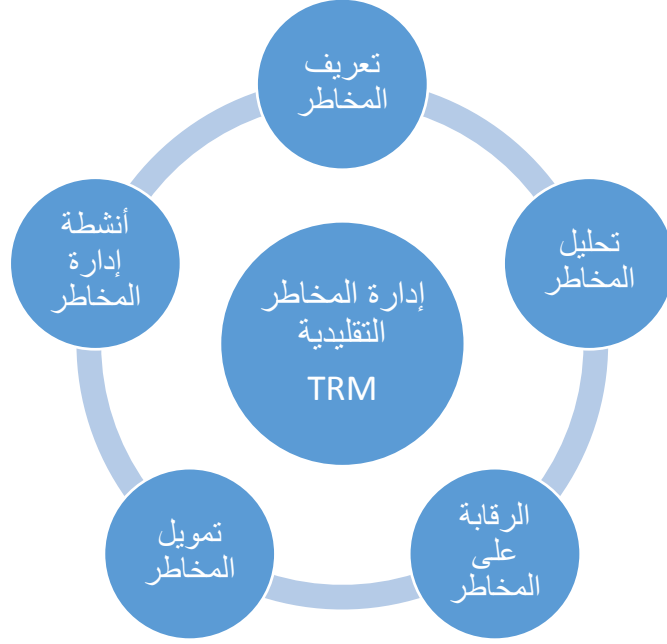 تعريف
المخاطر
تحليل
المخاطر
الرقابة
على
المخاطر
تمويل
المخاطر
أنشطة
إدارة
المخاطر
إدارة المخاطر
التقليدية
TRM